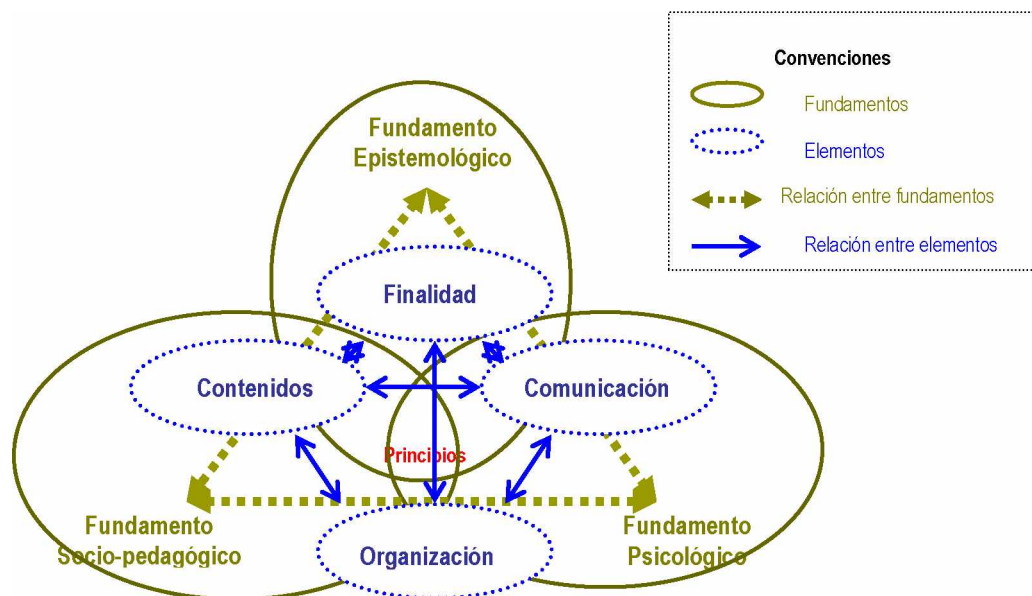 Convenciones
Fundamentos
Elementos
Relación entre fundamentos
Relación entre elementos
Fundamento
Epistemológico
Finalidad
Contenidos
Comunicación
Principios
Fundamento
Socio-pedagógico
Organización
Fundamento
Psicológico